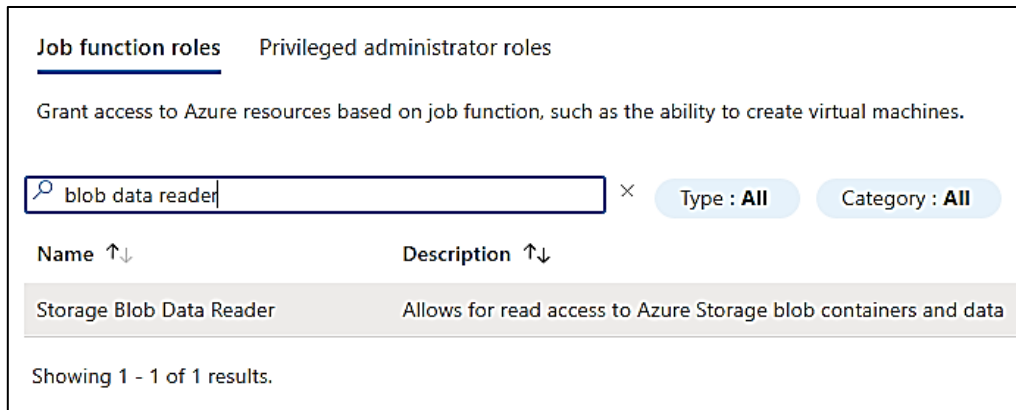 Job function roles Privileged administrator roles
Grant access to Azure resources based on job function, such as the ability to create virtual machines.
blob data reader
Type : All Category : All
Name ↑↓ Description ↑↓
Storage Blob Data Reader Allows for read access to Azure Storage blob containers and data
Showing 1 - 1 of 1 results.